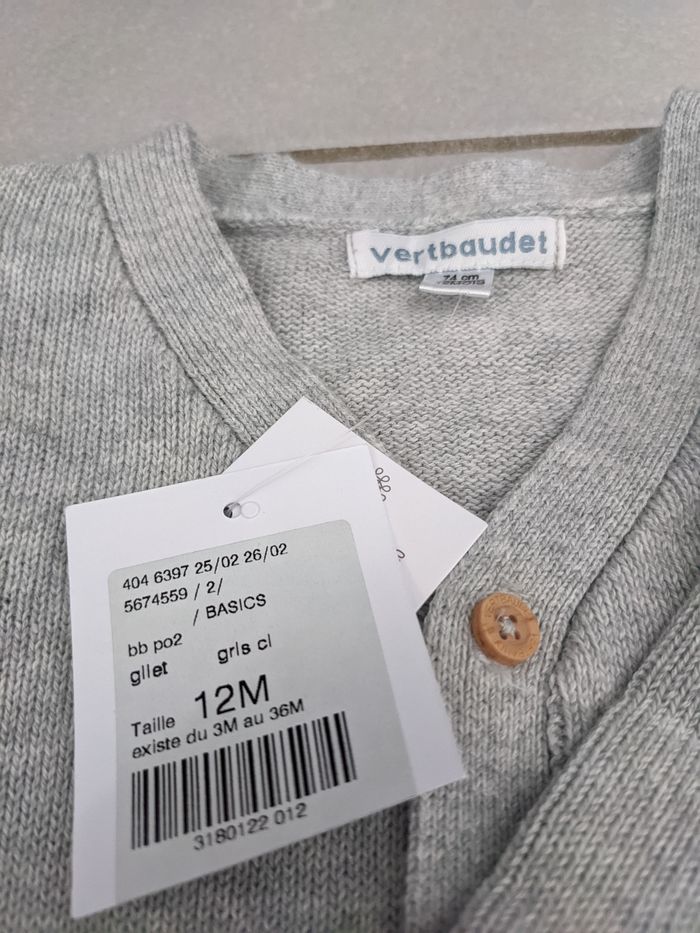 vertbaudet
74 cm
404 6397 25/02 26/02
5674559 / 2/
/ BASICS
bb po2
gilet gris cl
Taille 12M
existe du 3M au 36M
3180122 012